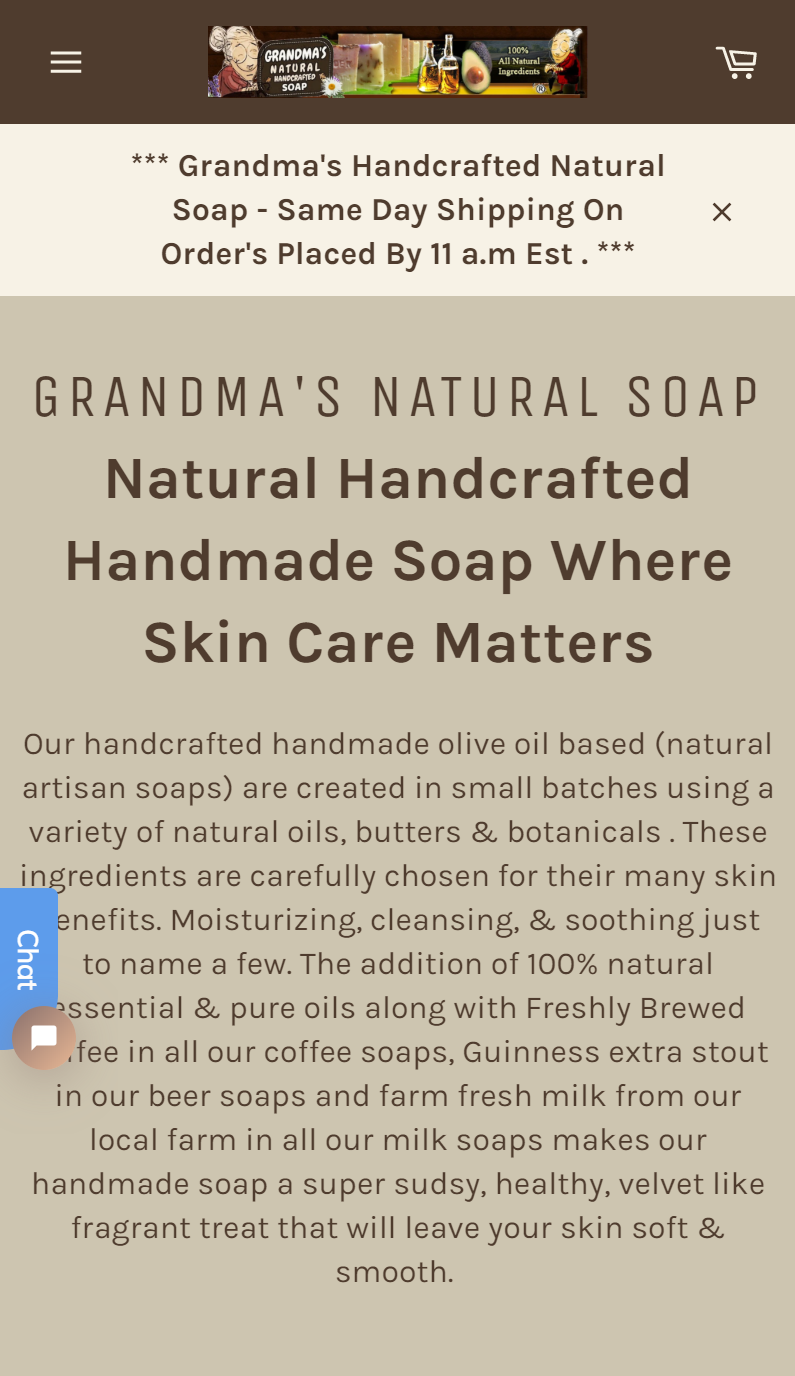 GRANDMA'S
NATURAL
HANDCRAFTED
SOAP
100%
All Natural
Ingredients
®
*** Grandma's Handcrafted Natural
Soap - Same Day Shipping On
Order's Placed By 11 a.m Est . ***
GRANDMA'S NATURAL SOAP
Natural Handcrafted
Handmade Soap Where
Skin Care Matters
Our handcrafted handmade olive oil based (natural
artisan soaps) are created in small batches using a
variety of natural oils, butters & botanicals . These
ingredients are carefully chosen for their many skin
enefits. Moisturizing, cleansing, & soothing just
to name a few. The addition of 100% natural
essential & pure oils along with Freshly Brewed
fee in all our coffee soaps, Guinness extra stout
in our beer soaps and farm fresh milk from our
local farm in all our milk soaps makes our
handmade soap a super sudsy, healthy, velvet like
fragrant treat that will leave your skin soft &
smooth.
Chat